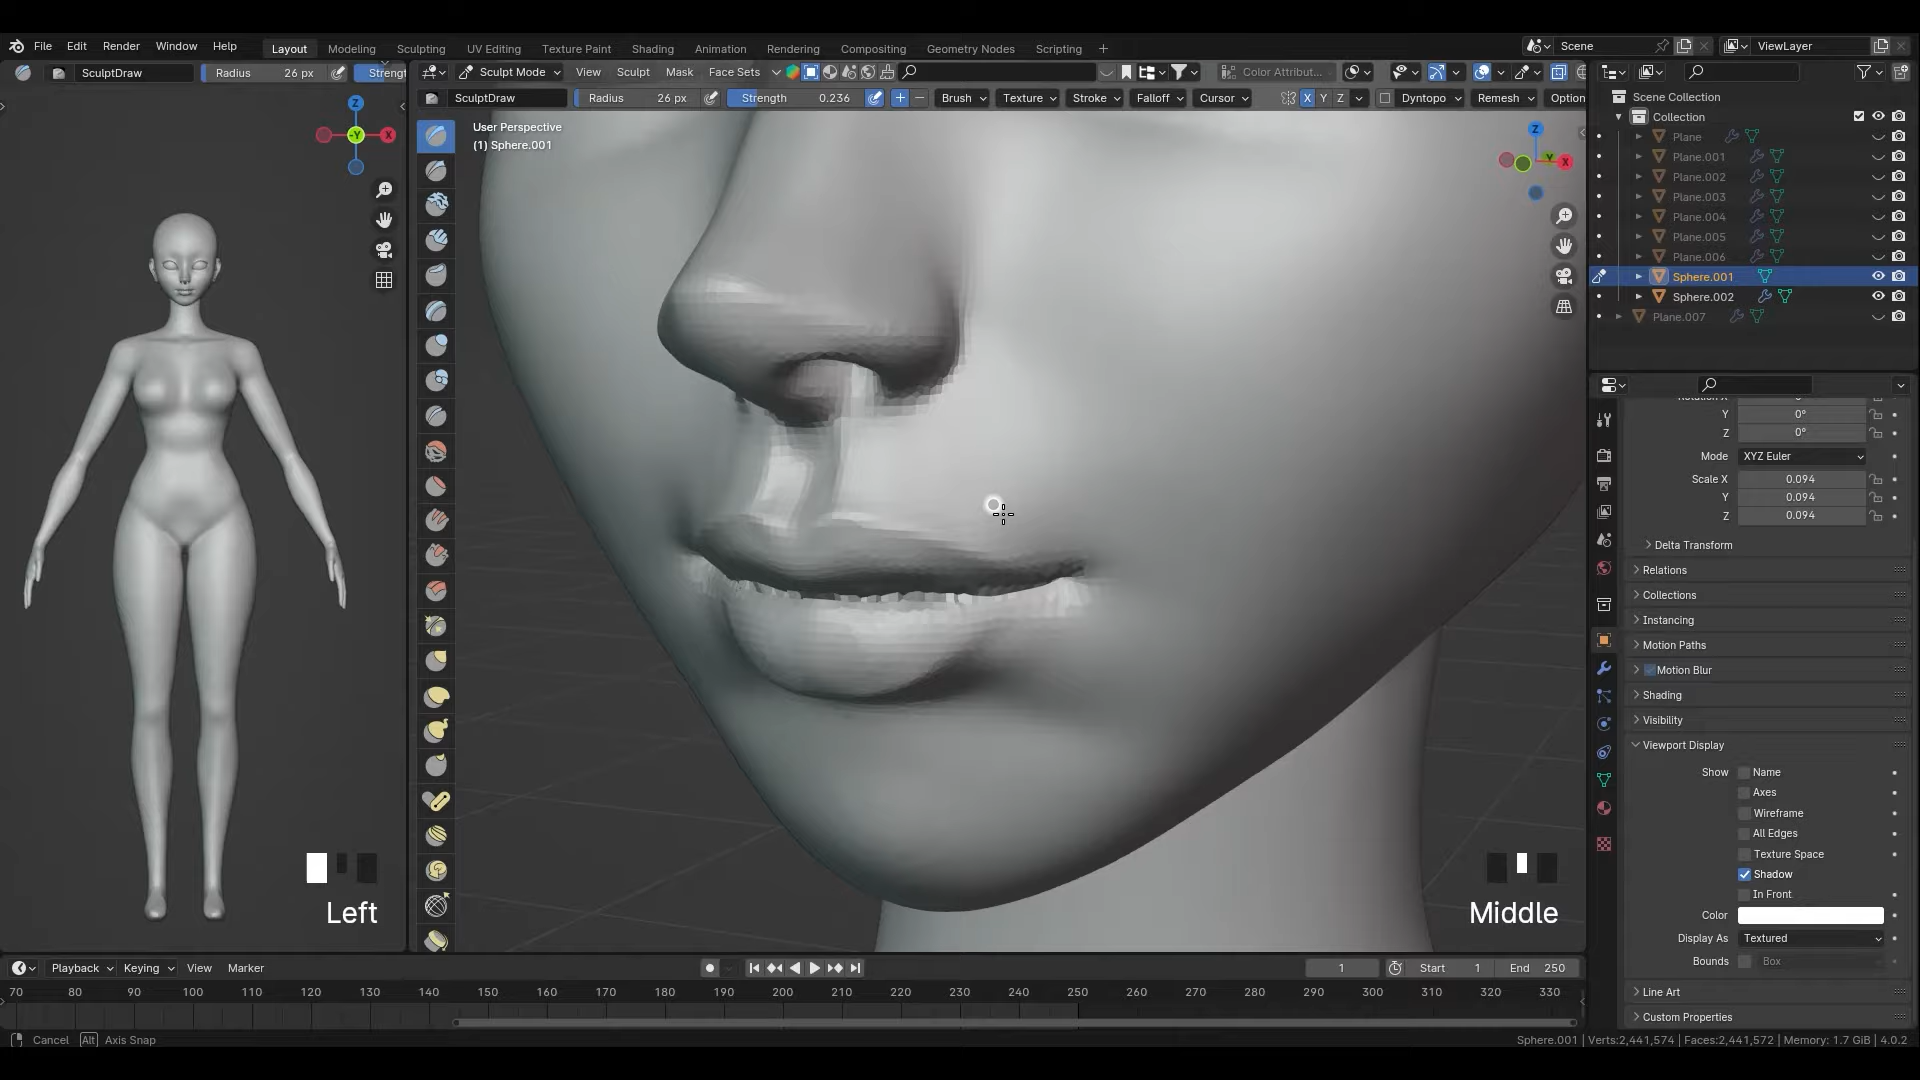 File Edit Render Window Help Layout Modeling Sculpting UV Editing Texture Paint Shading Animation Rendering Compositing Geometry Nodes Scripting + Scene ViewLayer
SculptDraw Radius 26 px Strengt Sculpt Mode View Sculpt Mask Face Sets Color Attribut...
SculptDraw Radius 26 px Strength 0.236 Brush Texture Stroke Falloff Cursor X Y Z Dyntopo Remesh Option
User Perspective
(1) Sphere.001
Z
-Y
X
Z
Y
X
Left
Middle
Scene Collection
Collection
Plane
Plane.001
Plane.002
Plane.003
Plane.004
Plane.005
Plane.006
Sphere.001
Sphere.002
Plane.007
Y 0°
Z 0°
Mode XYZ Euler
Scale X 0.094
Y 0.094
Z 0.094
Delta Transform
Relations
Collections
Instancing
Motion Paths
Motion Blur
Shading
Visibility
Viewport Display
Show Name
Axes
Wireframe
All Edges
Texture Space
Shadow
In Front
Color
Display As Textured
Bounds Box
Line Art
Custom Properties
Playback Keying View Marker 1 Start 1 End 250
70 80 90 100 110 120 130 140 150 160 170 180 190 200 210 220 230 240 250 260 270 280 290 300 310 320 330
Cancel Alt Axis Snap Sphere.001 | Verts:2,441,574 | Faces:2,441,572 | Memory: 1.7 GiB | 4.0.2